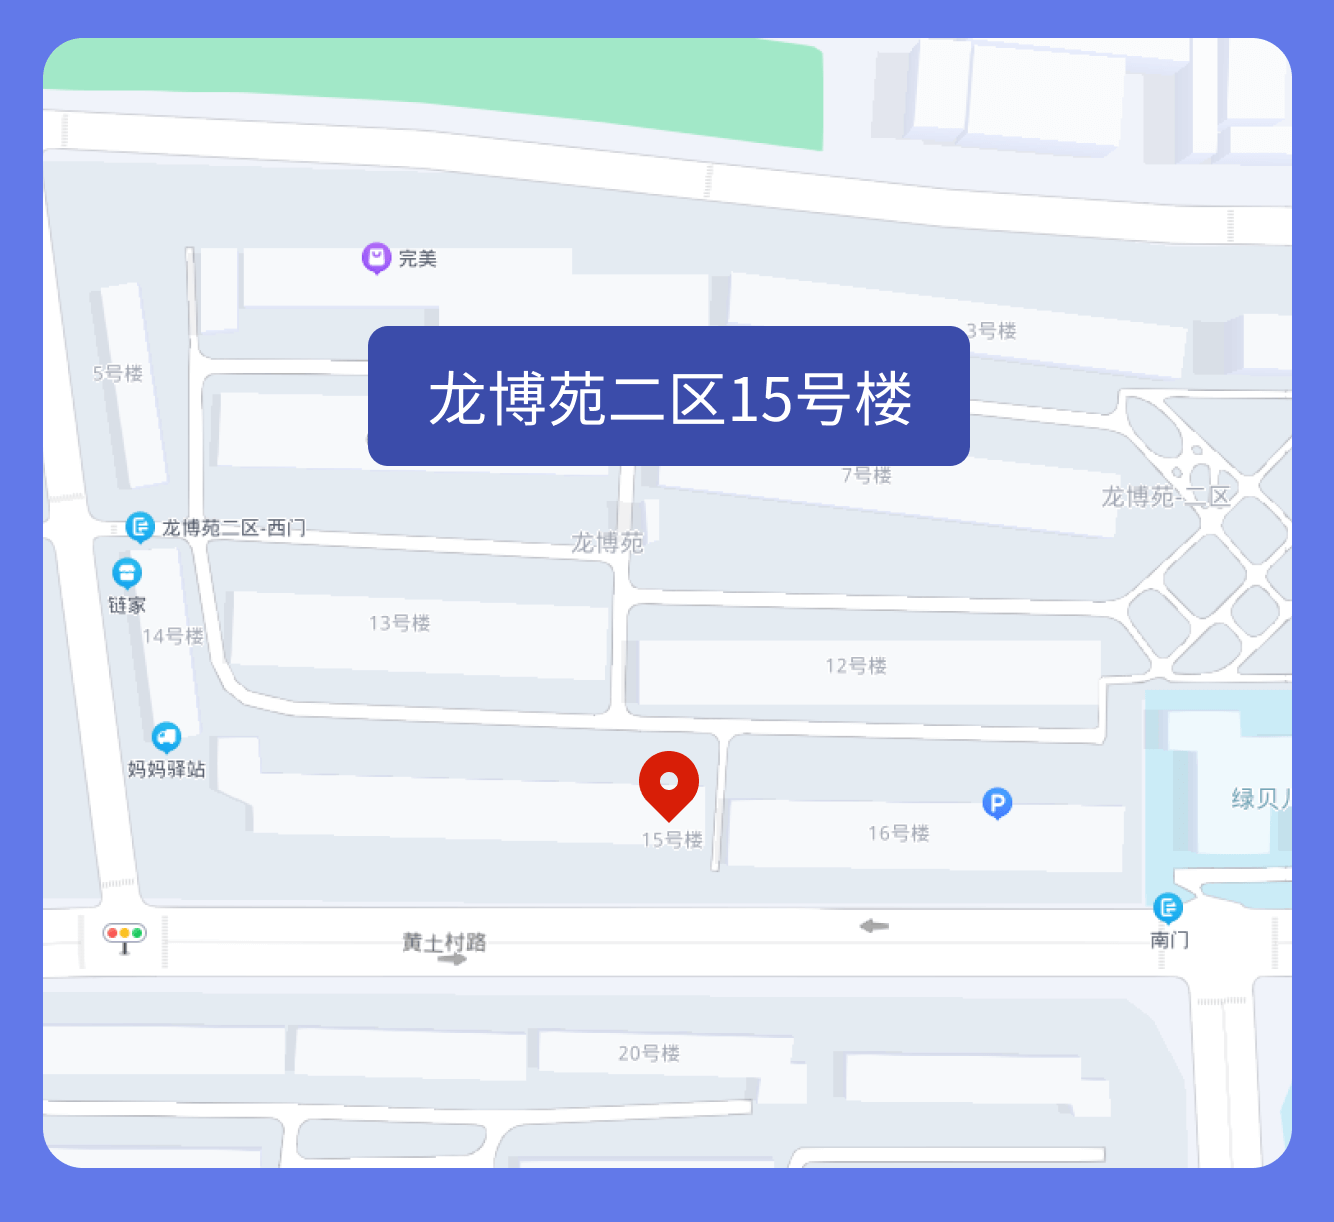 完美
3号楼
5号楼
龙博苑二区15号楼
7号楼
龙博苑-二区
龙博苑二区-西门
龙博苑
链家
14号楼
13号楼
12号楼
妈妈驿站
绿贝
15号楼
16号楼
P
南门
黄土村路
20号楼